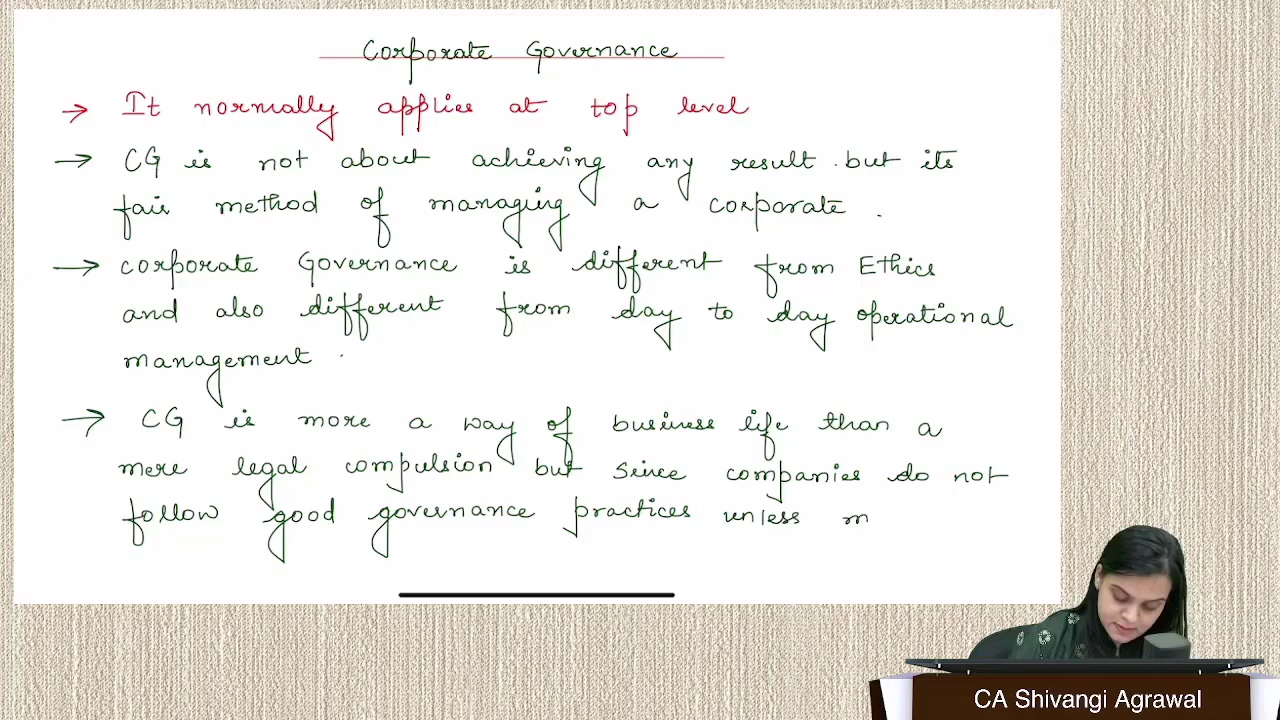 Corporate Governance
→ It normally applies at top level
→ CG is not about achieving any result . but its
fair method of managing a corporate .
→ corporate Governance is different from Ethics
and also different from day to day operational
management .
→ CG is more a way of business life than a
mere legal compulsion but since companies do not
follow good governance practices unless m
CA Shivangi Agrawal